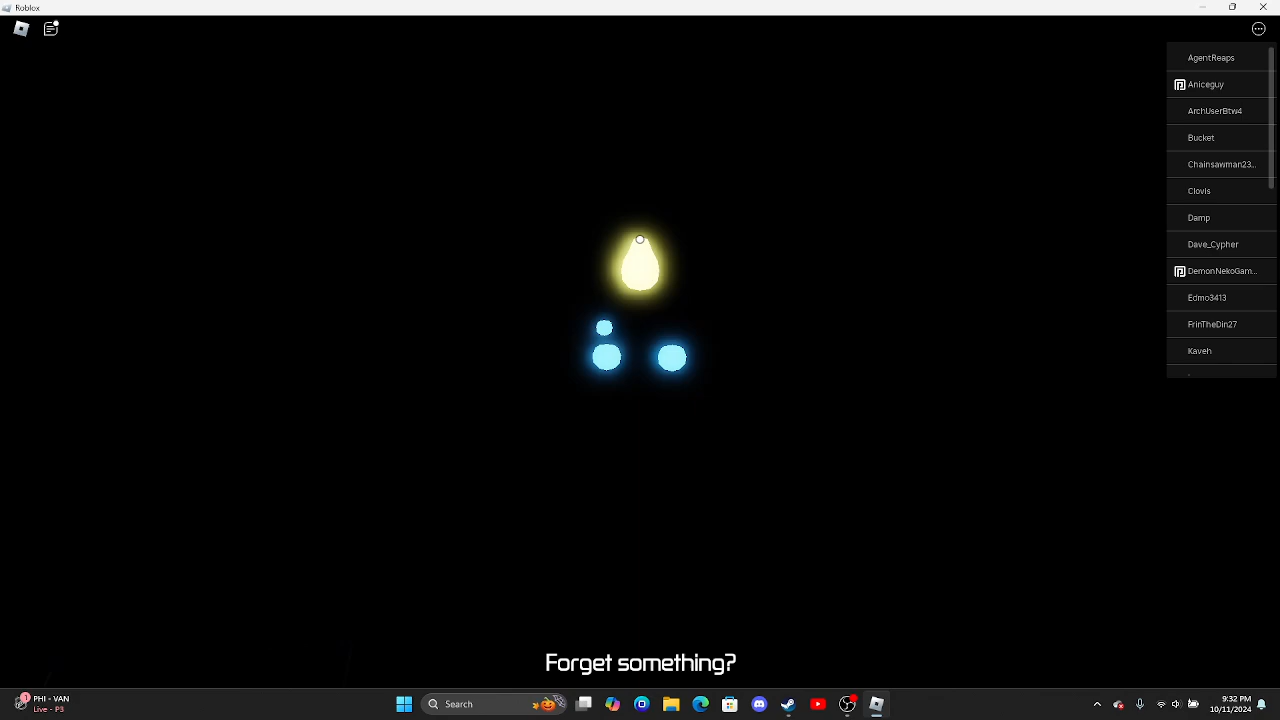 Roblox
AgentReaps
Aniceguy
ArchUserBtw4
Bucket
Chainsawman23...
Clovis
Damp
Dave_Cypher
DemonNekoGam...
Edmo3413
FrinTheDin27
Kaveh
Forget something?
1
PHI - VAN
Live - P3
Search
9:32 PM
10/11/2024